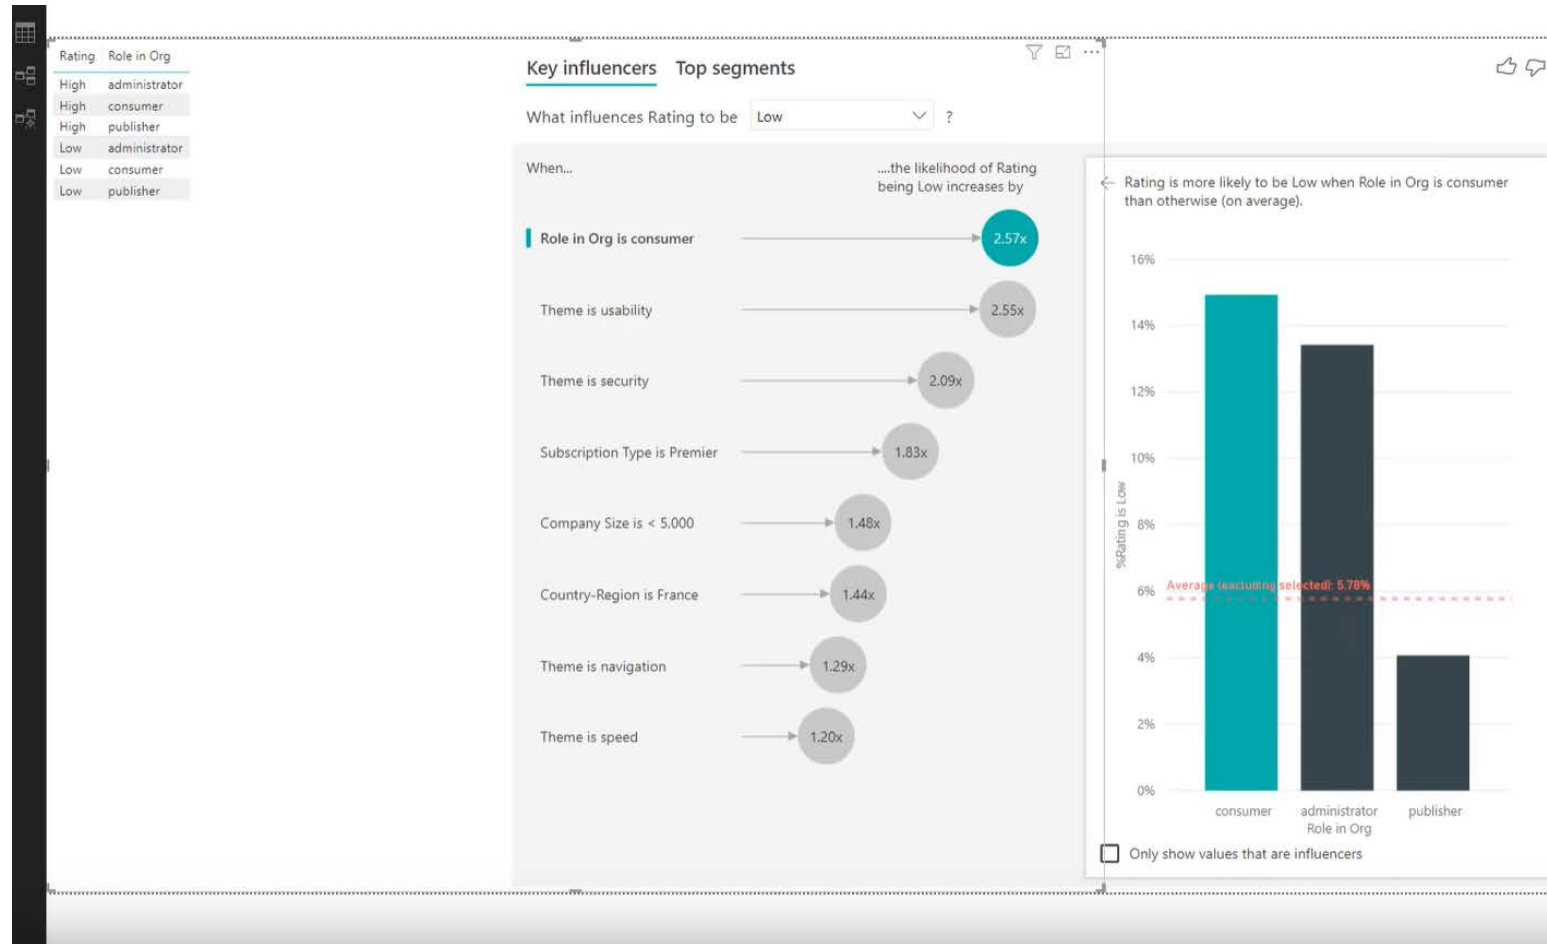 Rating Role in Org
High administrator
High consumer
High publisher
Low administrator
Low consumer
Low publisher
Key influencers Top segments
What influences Rating to be Low ?
When...
....the likelihood of Rating
being Low increases by
Role in Org is consumer 2.57x
Theme is usability 2.55x
Theme is security 2.09x
Subscription Type is Premier 1.83x
Company Size is < 5,000 1.48x
Country-Region is France 1.44x
Theme is navigation 1.29x
Theme is speed 1.20x
Rating is more likely to be Low when Role in Org is consumer
than otherwise (on average).
16%
14%
12%
10%
8%
6%
4%
2%
0%
%Rating is Low
Average (excluding selected): 5.78%
consumer administrator publisher
Role in Org
Only show values that are influencers